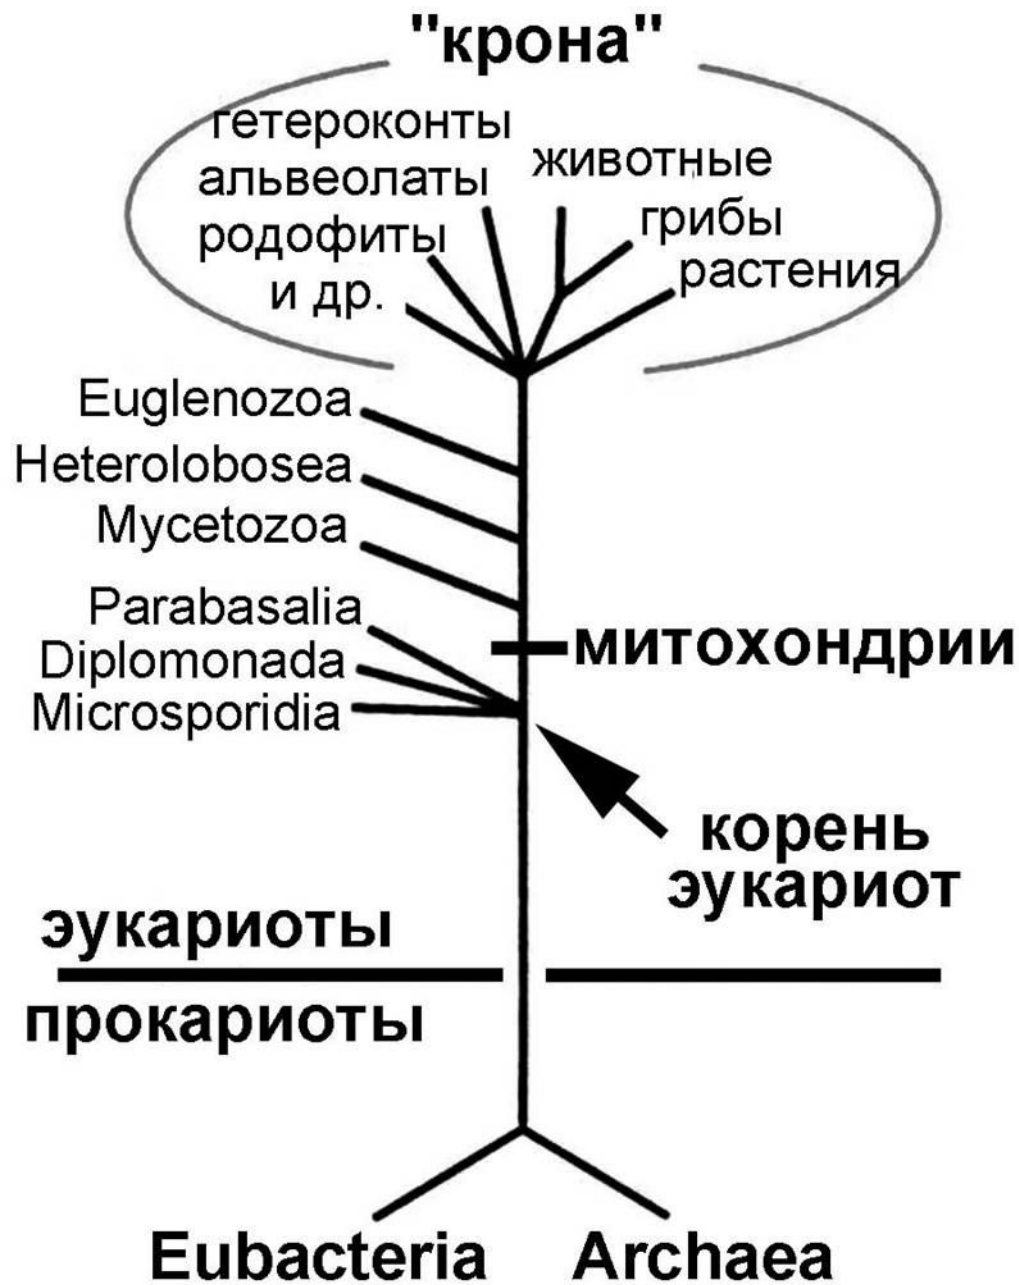 "крона"
гетероконты
альвеолаты
родофиты
и др.
животные
грибы
растения
Euglenozoa
Heterolobosea
Mycetozoa
Parabasalia
Diplomonada
Microsporidia
митохондрии
корень
эукариот
эукариоты
прокариоты
Eubacteria
Archaea